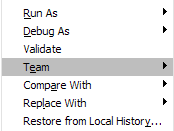 Run As
Debug As
Validate
Team
Compare With
Replace With
Restore from Local History...